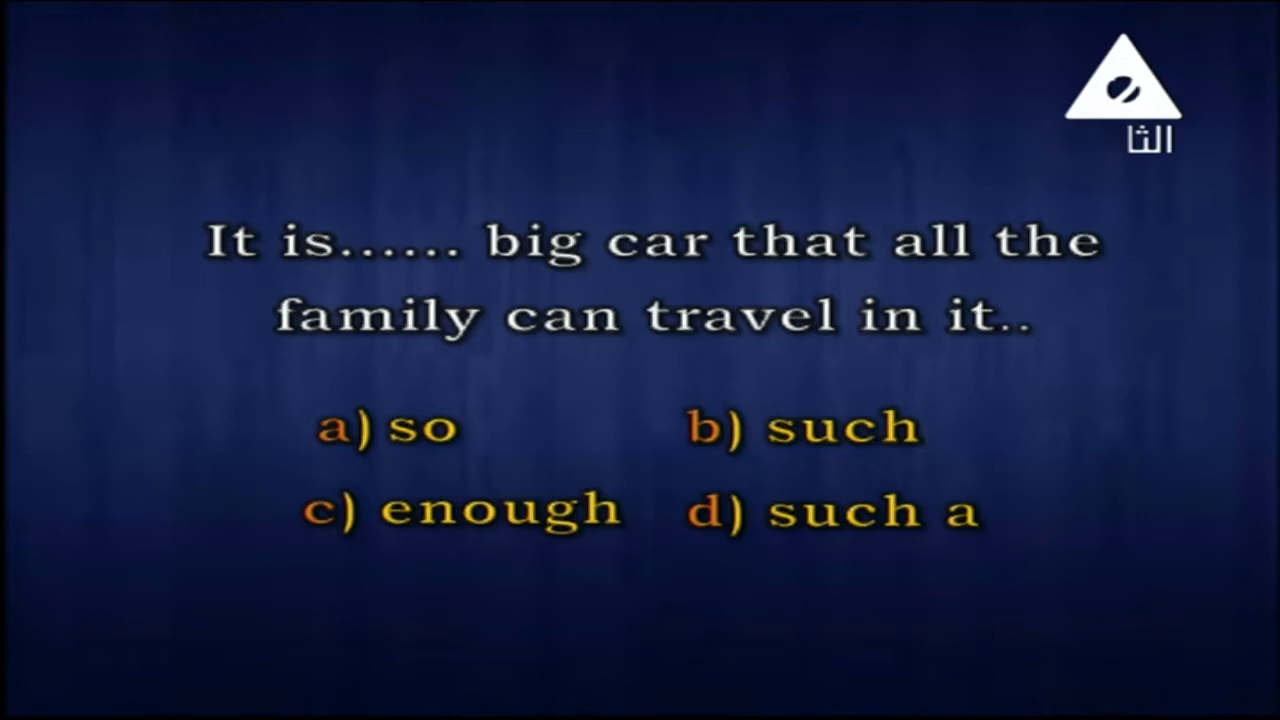 الثا
It is...... big car that all the
family can travel in it..
a) so b) such
c) enough d) such a